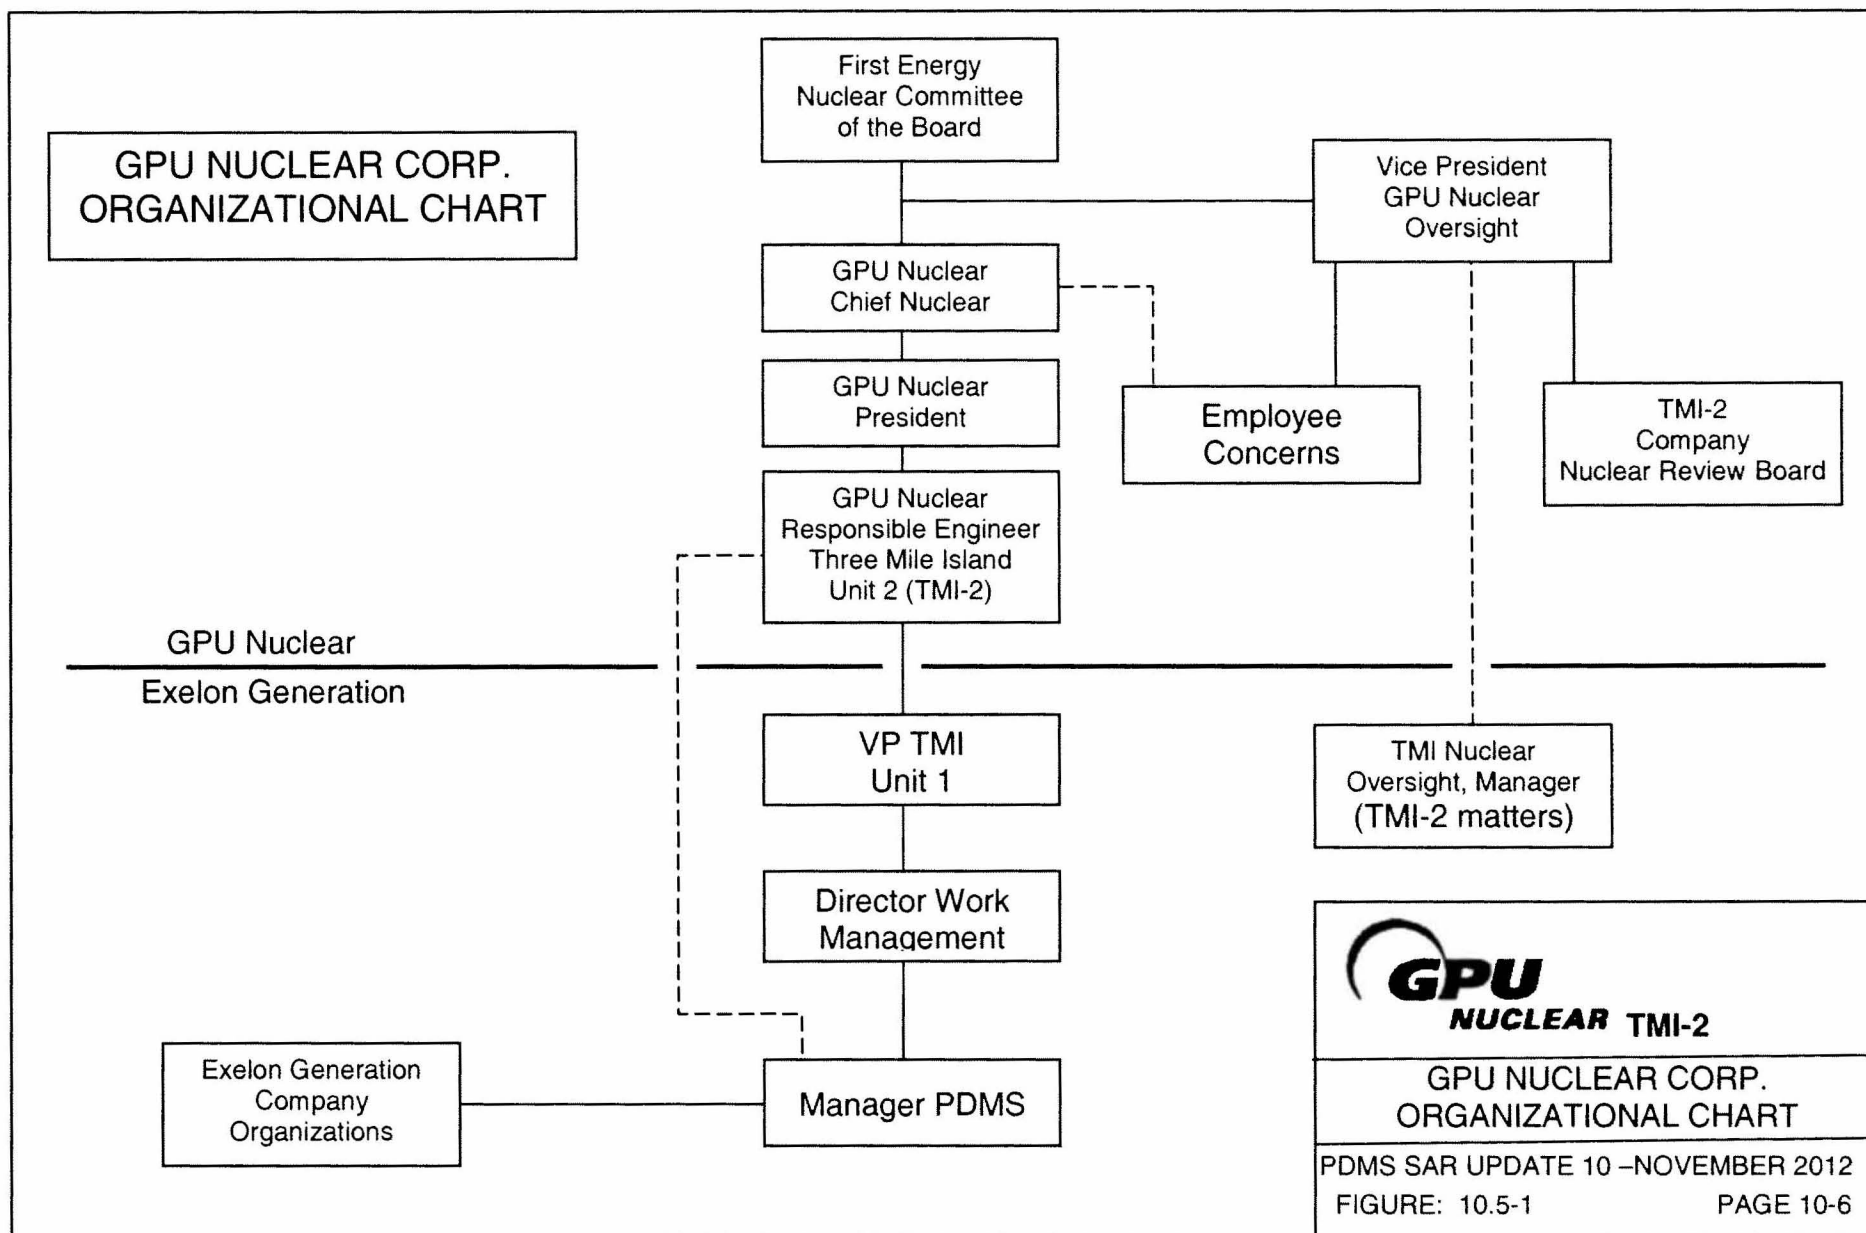 First Energy
Nuclear Committee
of the Board
GPU NUCLEAR CORP.
ORGANIZATIONAL CHART
Vice President
GPU Nuclear
Oversight
GPU Nuclear
Chief Nuclear
GPU Nuclear
President
Employee
Concerns
TMI-2
Company
Nuclear Review Board
GPU Nuclear
Responsible Engineer
Three Mile Island
Unit 2 (TMI-2)
GPU Nuclear
Exelon Generation
VP TMI
Unit 1
TMI Nuclear
Oversight, Manager
(TMI-2 matters)
Director Work
Management
Exelon Generation
Company
Organizations
Manager PDMS
GPU
NUCLEAR TMI-2
GPU NUCLEAR CORP.
ORGANIZATIONAL CHART
PDMS SAR UPDATE 10 –NOVEMBER 2012
FIGURE: 10.5-1 PAGE 10-6